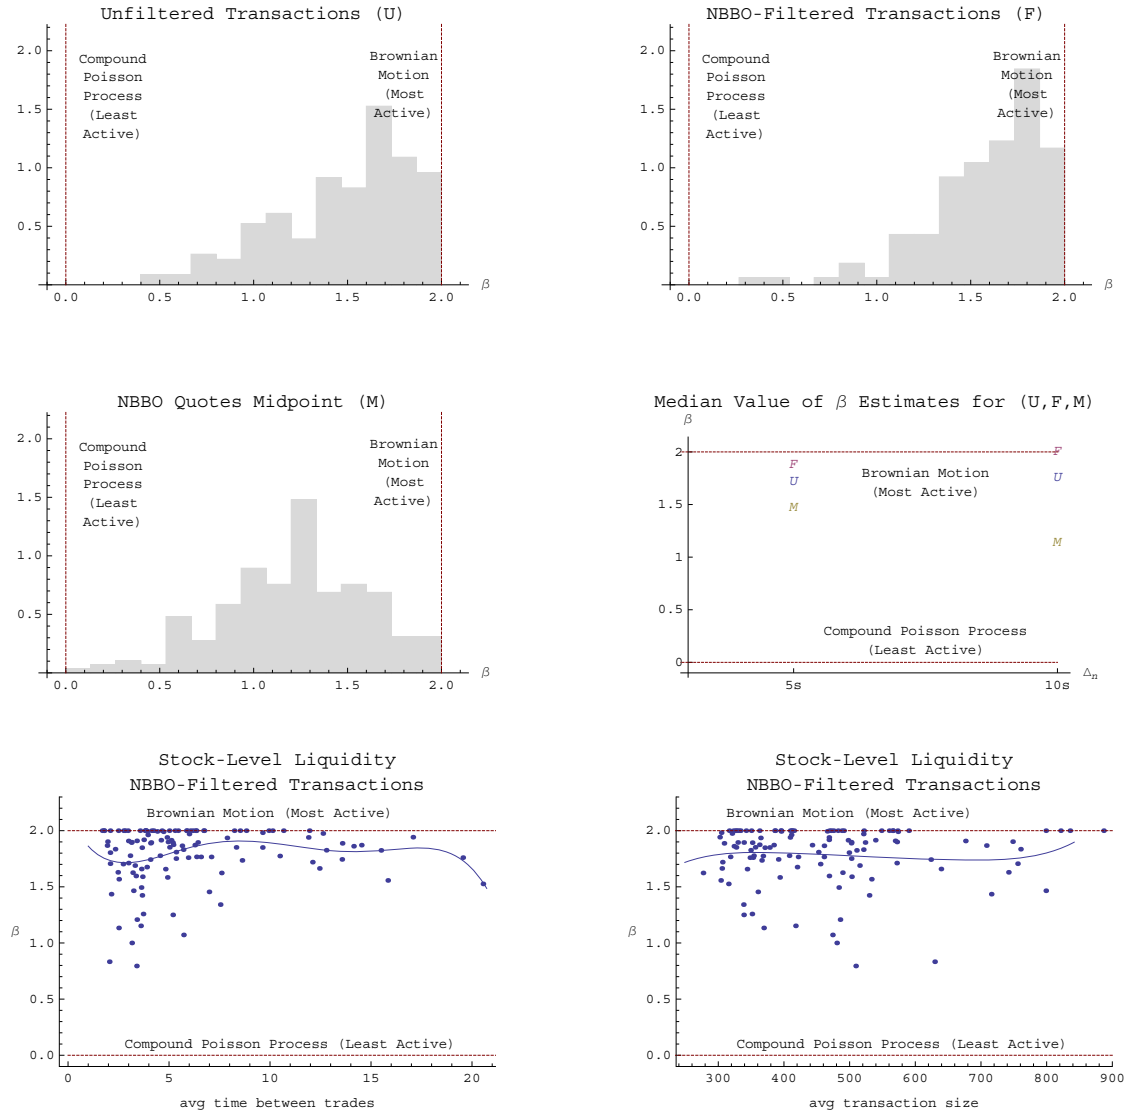 Unfiltered Transactions (U)
2.0
1.5
1.0
0.5
Compound
Poisson
Process
(Least
Active)
Brownian
Motion
(Most
Active)
0.0 0.5 1.0 1.5 2.0 β
NBBO-Filtered Transactions (F)
2.0
1.5
1.0
0.5
Compound
Poisson
Process
(Least
Active)
Brownian
Motion
(Most
Active)
0.0 0.5 1.0 1.5 2.0 β
NBBO Quotes Midpoint (M)
2.0
1.5
1.0
0.5
Compound
Poisson
Process
(Least
Active)
Brownian
Motion
(Most
Active)
0.0 0.5 1.0 1.5 2.0 β
Median Value of β Estimates for (U,F,M)
β
2
1.5
1
0.5
0
F
U
M
F
U
M
Brownian Motion
(Most Active)
Compound Poisson Process
(Least Active)
5s 10s Δn
Stock-Level Liquidity
NBBO-Filtered Transactions
Brownian Motion (Most Active)
2.0
1.5
β
1.0
0.5
0.0
Compound Poisson Process (Least Active)
0 5 10 15 20
avg time between trades
Stock-Level Liquidity
NBBO-Filtered Transactions
Brownian Motion (Most Active)
2.0
1.5
β
1.0
0.5
0.0
Compound Poisson Process (Least Active)
300 400 500 600 700 800 900
avg transaction size